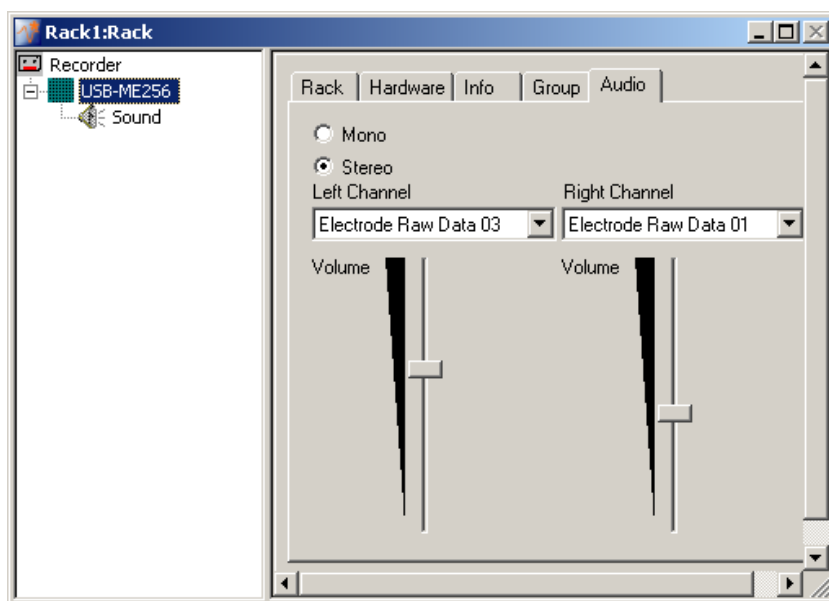 Rack1:Rack
Recorder
USB-ME256
Sound
Rack Hardware Info Group Audio
Mono
Stereo
Left Channel Right Channel
Electrode Raw Data 03 Electrode Raw Data 01
Volume Volume